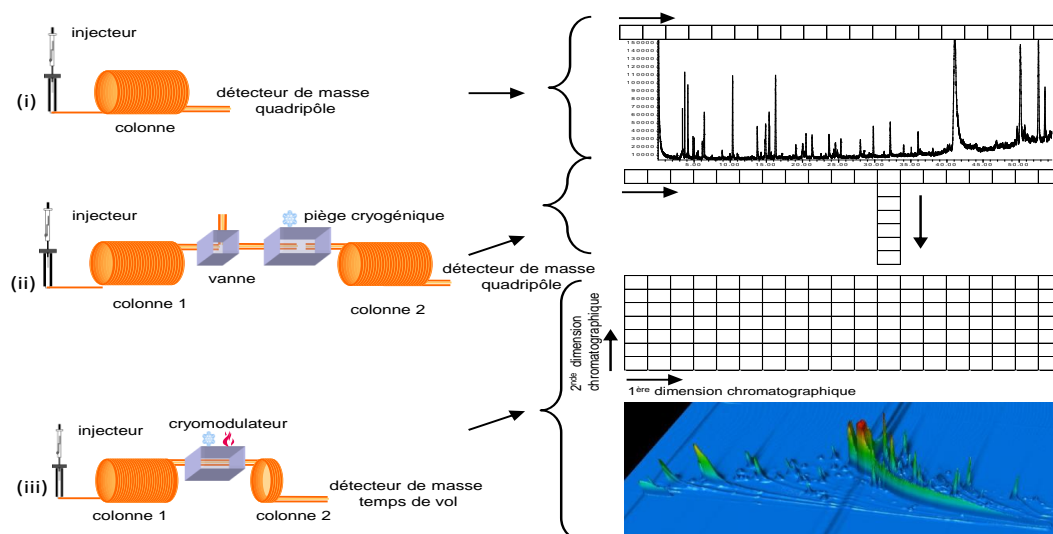 injecteur
(i)
colonne
détecteur de masse
quadripôle
150000
140000
130000
120000
110000
100000
90000
80000
70000
60000
50000
40000
30000
20000
10000
5.00 10.00 15.00 20.00 25.00 30.00 35.00 40.00 45.00 50.00
injecteur
piège cryogénique
(ii)
vanne
colonne 1
colonne 2
détecteur de masse
quadripôle
2nde dimension
chromatographique
1ère dimension chromatographique
injecteur
cryomodulateur
(iii)
colonne 1
colonne 2
détecteur de masse
temps de vol